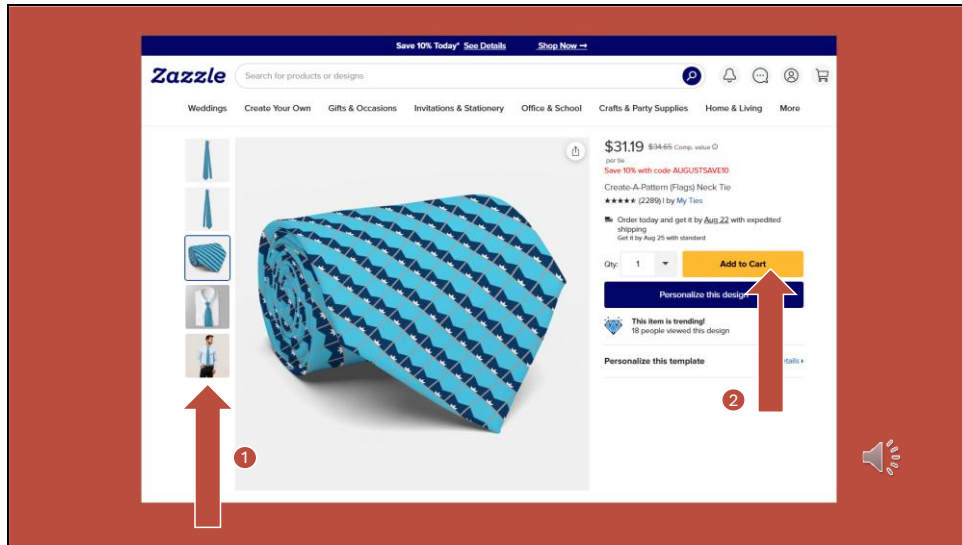 Save 10% Today* See Details Shop Now →
Zazzle
Search for products or designs
Weddings Create Your Own Gifts & Occasions Invitations & Stationery Office & School Crafts & Party Supplies Home & Living More
$31.19 $34.65 Comp. value
per tie
Save 10% with code AUGUSTSAVE10
Create-A-Pattern (Flags) Neck Tie
★★★★★ (2289) | by My Ties
Order today and get it by Aug 22 with expedited
shipping
Get it by Aug 25 with standard
Qty: 1 Add to Cart
Personalize this design
This item is trending!
18 people viewed this design
Personalize this template
2
1